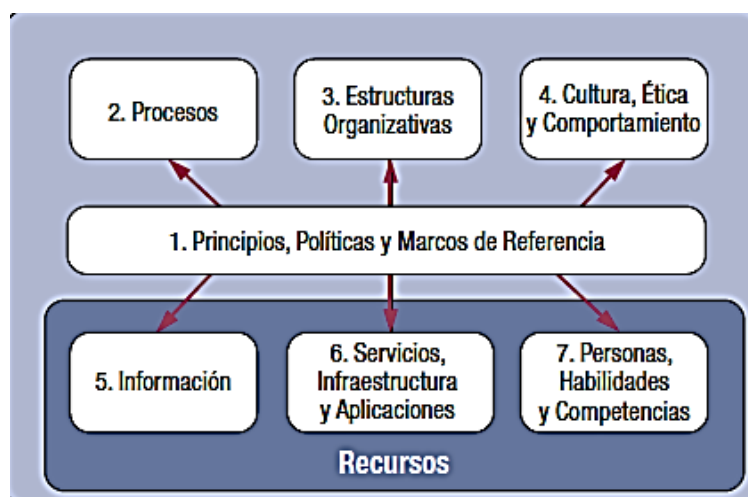 2. Procesos
3. Estructuras
Organizativas
4. Cultura, Ética
y Comportamiento
1. Principios, Políticas y Marcos de Referencia
5. Información
6. Servicios,
Infraestructura
y Aplicaciones
7. Personas,
Habilidades
y Competencias
Recursos